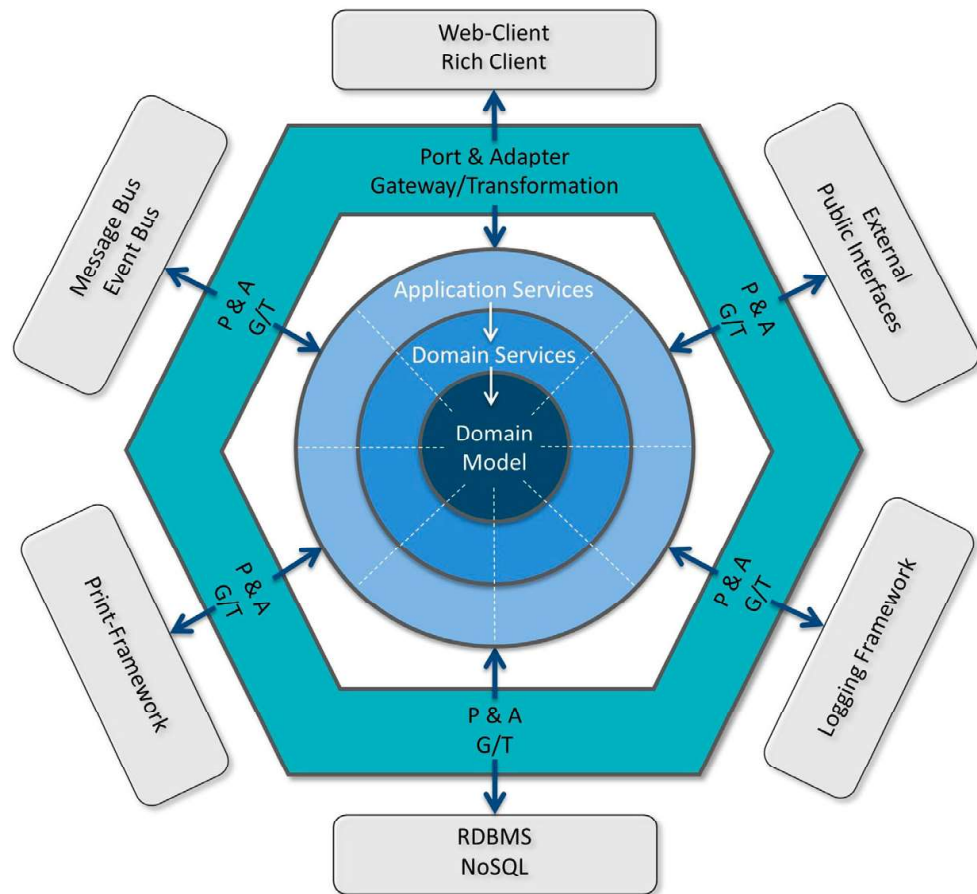 Web-Client
Rich Client
Port & Adapter
Gateway/Transformation
Message Bus
Event Bus
External
Public Interfaces
P & A
G/T
P & A
G/T
Application Services
Domain Services
Domain
Model
P & A
G/T
P & A
G/T
Print-Framework
Logging Framework
P & A
G/T
RDBMS
NoSQL